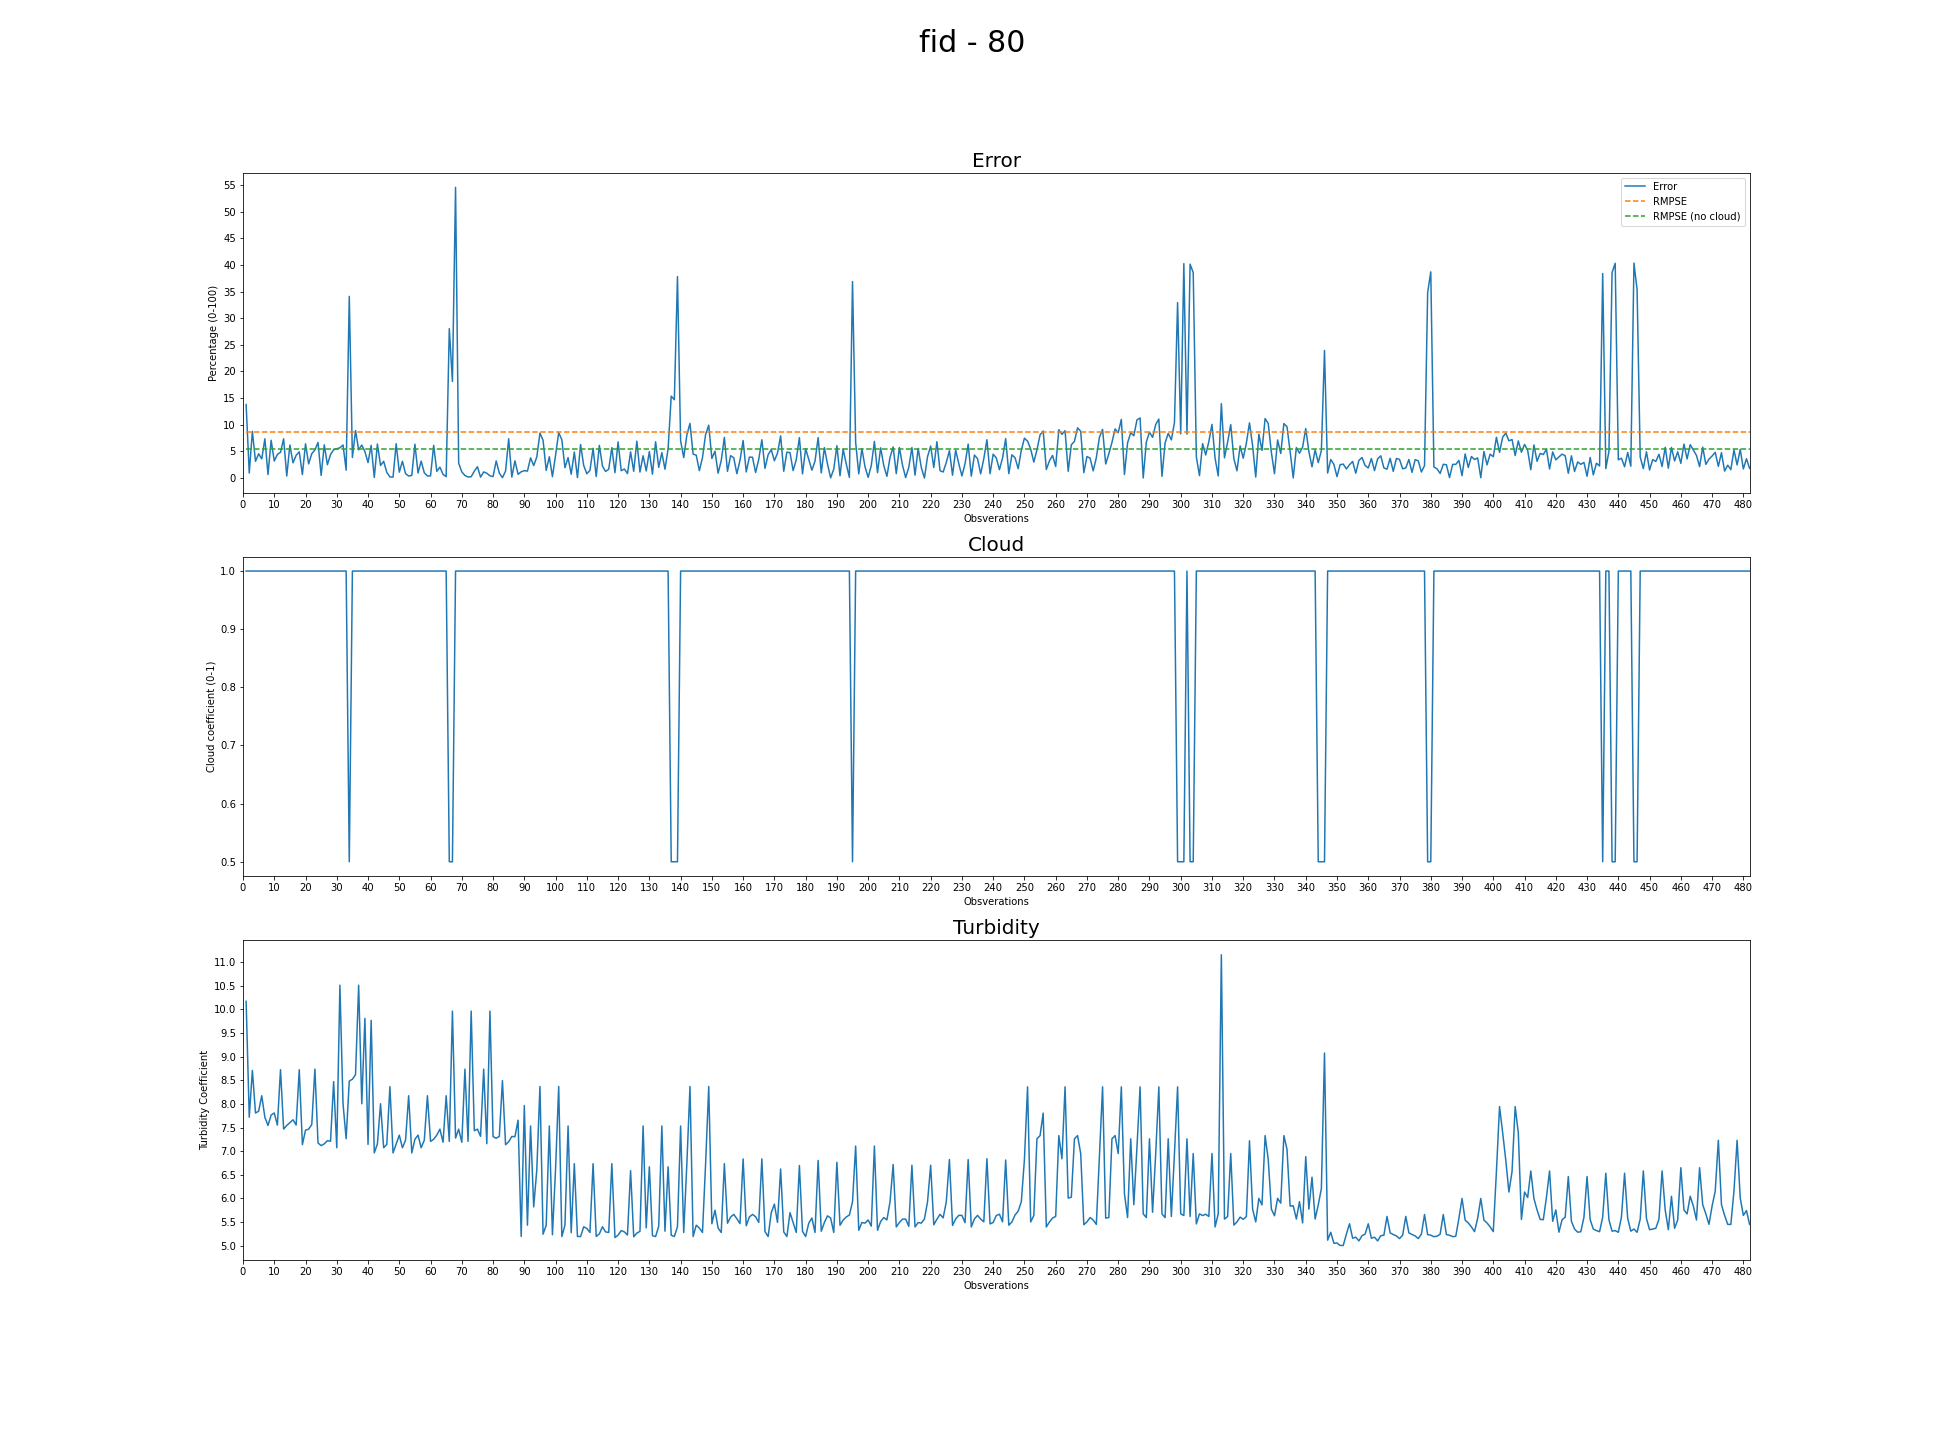 fid - 80
Error
Percentage (0-100)
55
50
45
40
35
30
25
20
15
10
5
0
Error
RMPSE
RMPSE (no cloud)
0 10 20 30 40 50 60 70 80 90 100 110 120 130 140 150 160 170 180 190 200 210 220 230 240 250 260 270 280 290 300 310 320 330 340 350 360 370 380 390 400 410 420 430 440 450 460 470 480
Obsverations
Cloud
Cloud coefficient (0-1)
1.0
0.9
0.8
0.7
0.6
0.5
0 10 20 30 40 50 60 70 80 90 100 110 120 130 140 150 160 170 180 190 200 210 220 230 240 250 260 270 280 290 300 310 320 330 340 350 360 370 380 390 400 410 420 430 440 450 460 470 480
Obsverations
Turbidity
Turbidity Coefficient
11.0
10.5
10.0
9.5
9.0
8.5
8.0
7.5
7.0
6.5
6.0
5.5
5.0
0 10 20 30 40 50 60 70 80 90 100 110 120 130 140 150 160 170 180 190 200 210 220 230 240 250 260 270 280 290 300 310 320 330 340 350 360 370 380 390 400 410 420 430 440 450 460 470 480
Obsverations